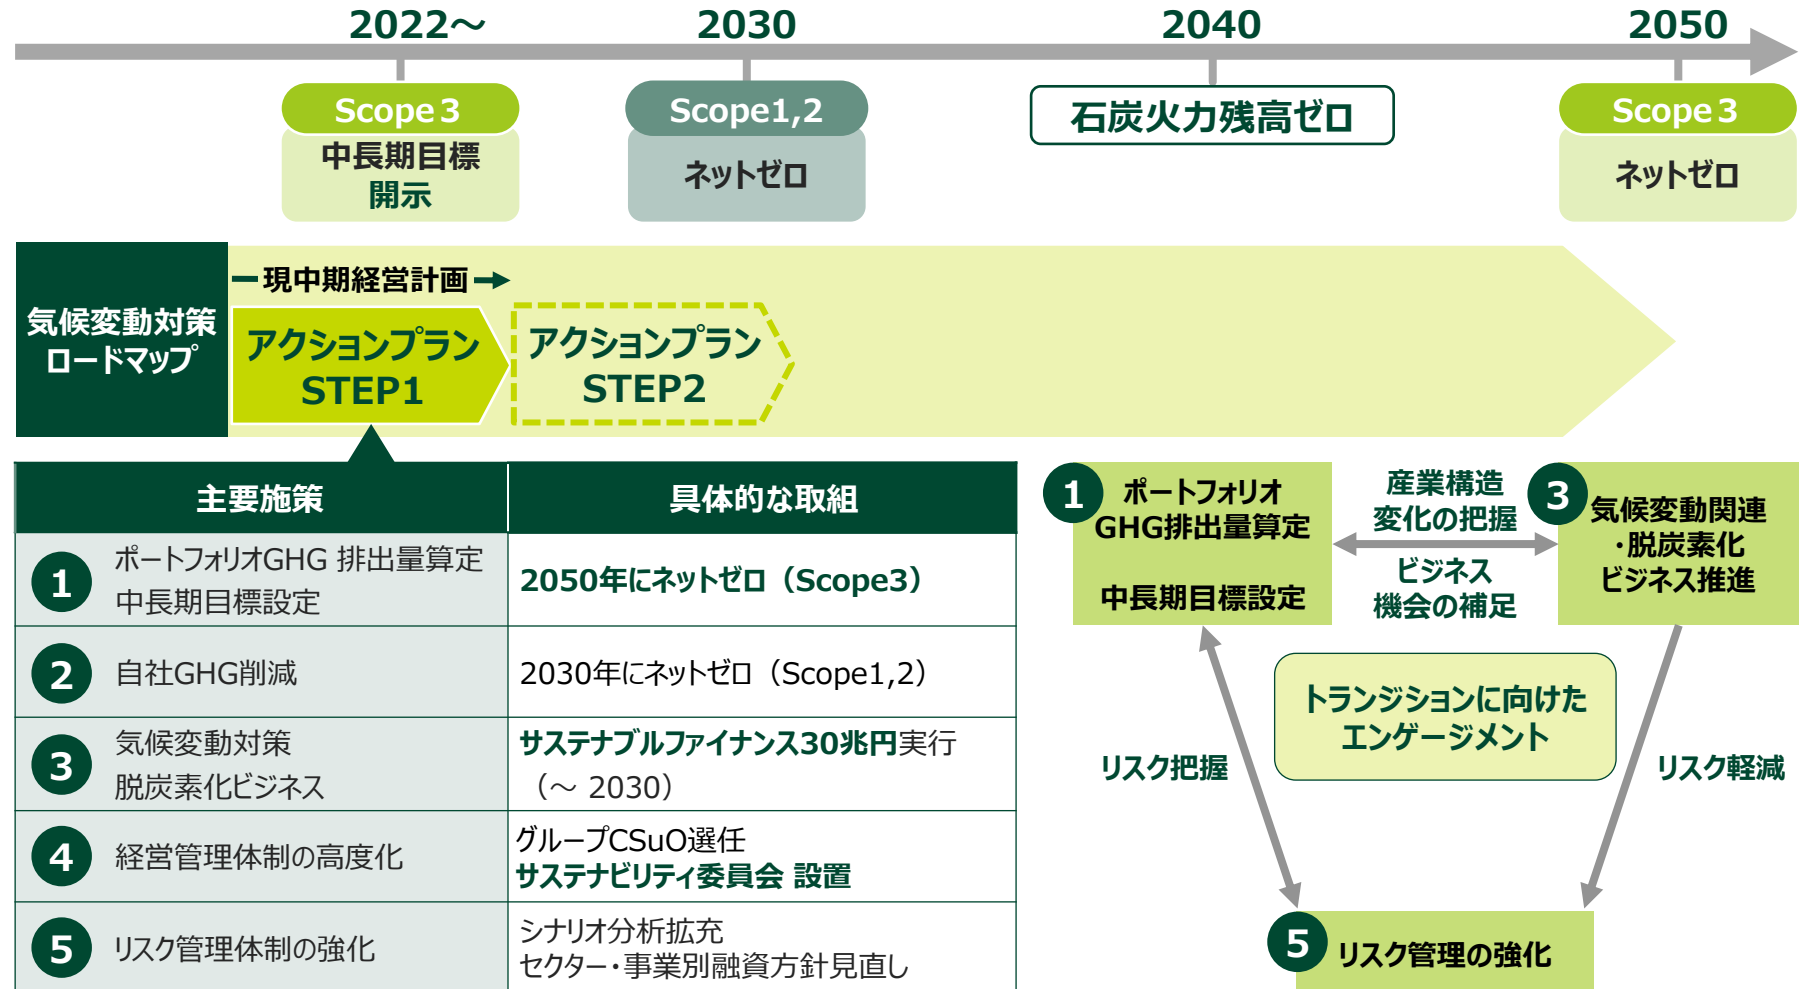 2022～
2030
2040
2050
Scope３
中長期目標
開示
Scope1,2
ネットゼロ
石炭火力残高ゼロ
Scope３
ネットゼロ
気候変動対策
ロードマップ
現中期経営計画
アクションプラン
STEP1
アクションプラン
STEP2
主要施策
具体的な取組
1
ポートフォリオGHG 排出量算定
中長期目標設定
2050年にネットゼロ（Scope3）
2
自社GHG削減
2030年にネットゼロ（Scope1,2）
3
気候変動対策
脱炭素化ビジネス
サステナブルファイナンス30兆円実行
（～ 2030）
4
経営管理体制の高度化
グループCSuO選任
サステナビリティ委員会 設置
5
リスク管理体制の強化
シナリオ分析拡充
セクター・事業別融資方針見直し
1
ポートフォリオ
GHG排出量算定
中長期目標設定
産業構造
変化の把握
ビジネス
機会の補足
3
気候変動関連
・脱炭素化
ビジネス推進
トランジションに向けた
エンゲージメント
リスク把握
リスク軽減
5
リスク管理の強化